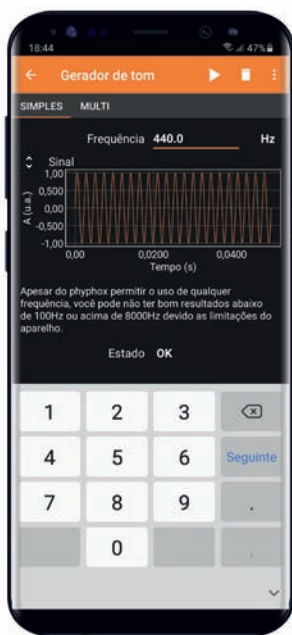 18:44 47%
Gerador de tom
SIMPLES MULTI
Frequência 440.0 Hz
Sinal
1,00
0,500
0,00
-0,500
-1,00
A (u.a.)
0,00 0,0200 0,0400
Tempo (s)
Apesar do phyphox permitir o uso de qualquer
frequência, você pode não ter bom resultados abaixo
de 100Hz ou acima de 8000Hz devido as limitações do
aparelho.
Estado OK
1 2 3
4 5 6 Seguinte
7 8 9 .
0 ,